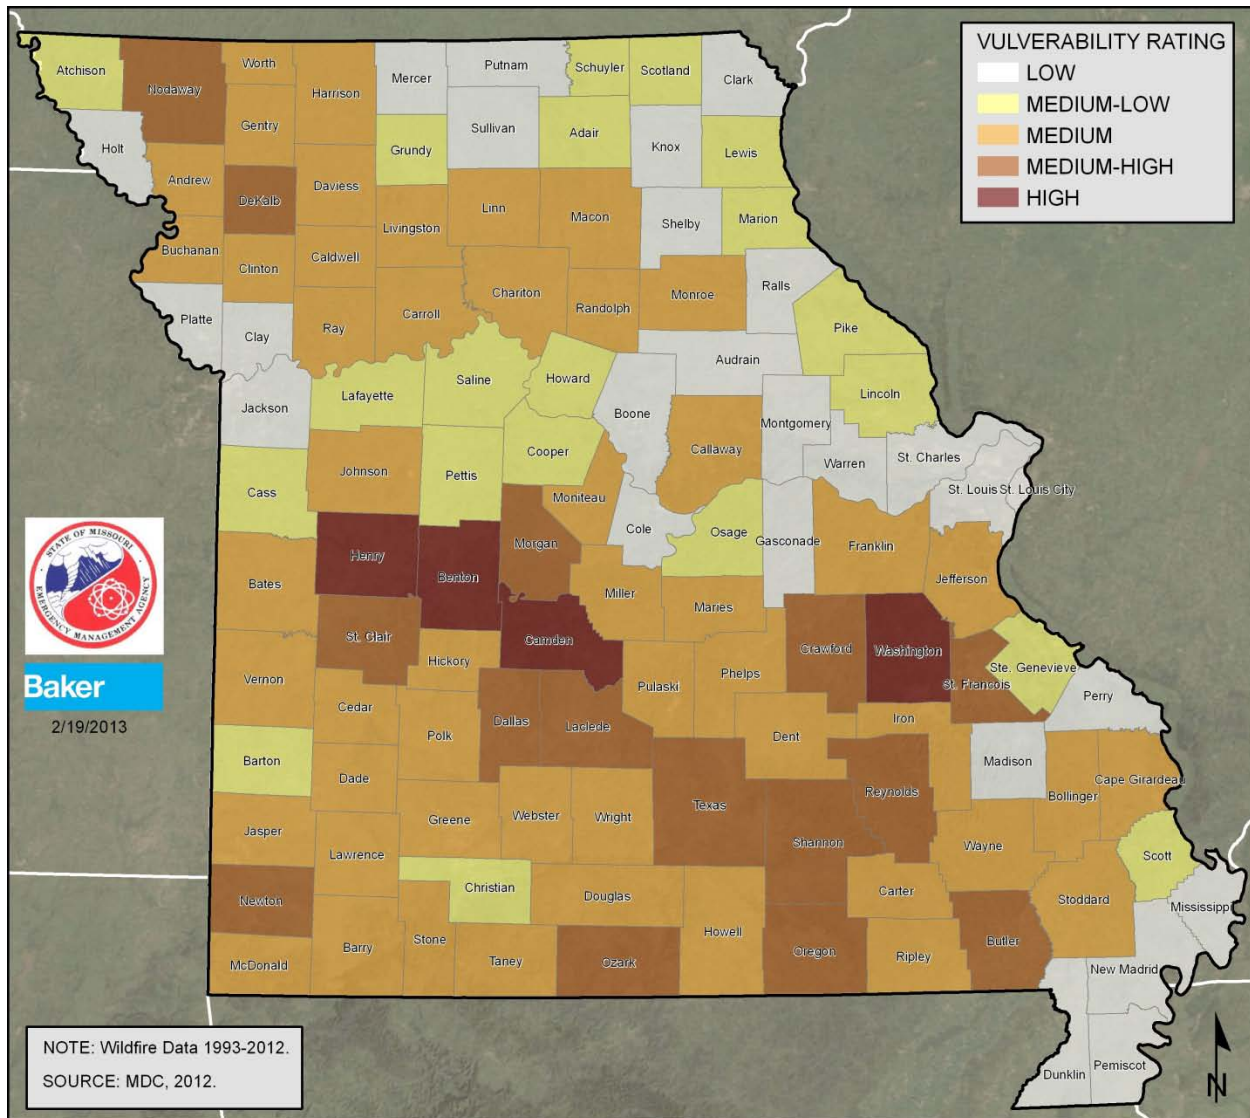 VULVERABILITY RATING
LOW
MEDIUM-LOW
MEDIUM
MEDIUM-HIGH
HIGH
Atchison
Nodaway
Worth
Harrison
Mercer
Putnam
Schuyler
Scotland
Clark
Holt
Gentry
Grundy
Sullivan
Adair
Knox
Lewis
Andrew
DeKalb
Daviess
Livingston
Linn
Macon
Shelby
Marion
Buchanan
Clinton
Caldwell
Carroll
Chariton
Randolph
Monroe
Ralls
Platte
Clay
Ray
Pike
Audrain
Jackson
Lafayette
Saline
Howard
Boone
Lincoln
Montgomery
Callaway
Warren
St. Charles
Cass
Johnson
Pettis
Cooper
Moniteau
Cole
St. Louis
St. Louis City
Osage
Gasconade
Franklin
Jefferson
Bates
Henry
Benton
Morgan
Miller
Maries
St. Clair
Hickory
Camden
Pulaski
Phelps
Crawford
Washington
St. Francois
Ste. Genevieve
Perry
Vernon
Cedar
Polk
Dallas
Laclede
Dent
Iron
Madison
Bollinger
Cape Girardeau
Barton
Dade
Greene
Webster
Wright
Texas
Shannon
Reynolds
Wayne
Scott
Jasper
Lawrence
Christian
Douglas
Howell
Carter
Stoddard
Mississippi
Newton
Barry
Stone
Taney
Ozark
Oregon
Ripley
Butler
New Madrid
McDonald
Dunklin
Pemiscot
STATE OF MISSOURI
EMERGENCY MANAGEMENT AGENCY
Baker
2/19/2013
NOTE: Wildfire Data 1993-2012.
SOURCE: MDC, 2012.
N